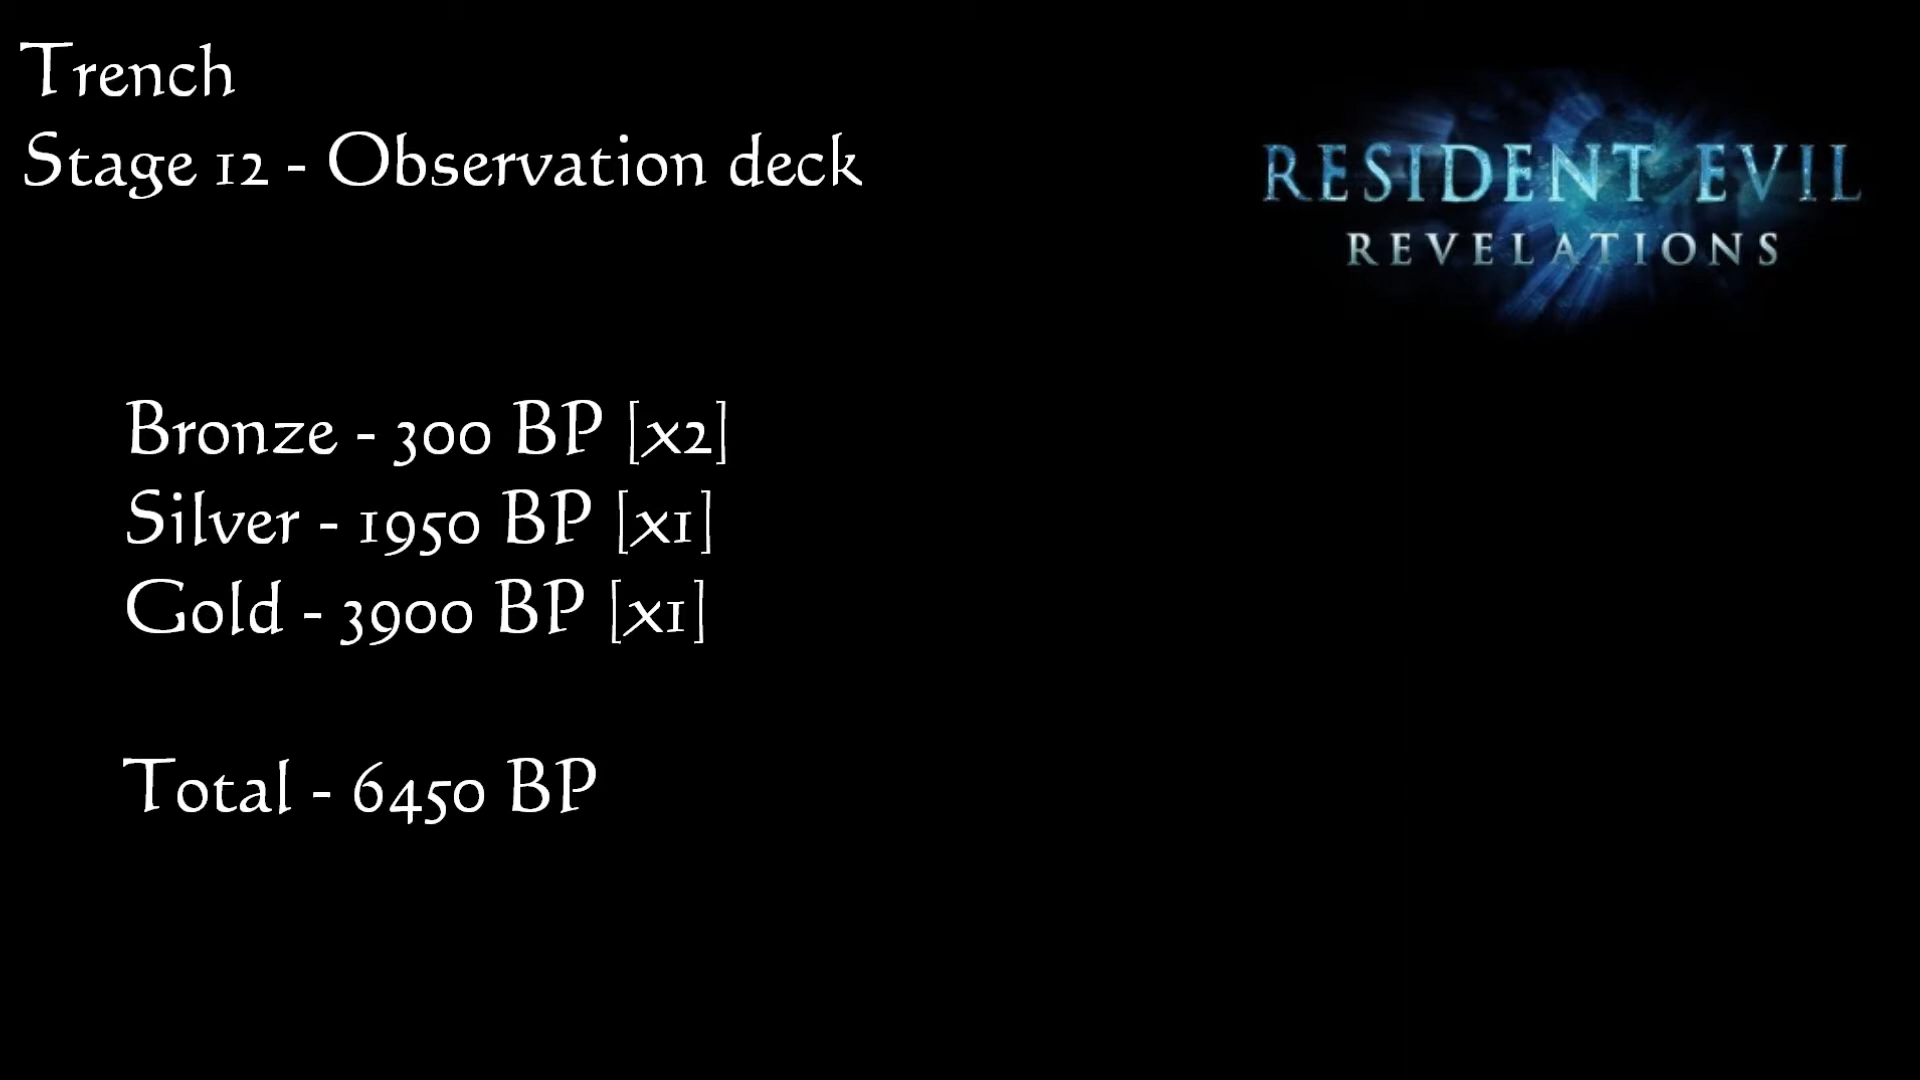 Trench
Stage 12 - Observation deck
RESIDENT EVIL
REVELATIONS
Bronze - 300 BP [x2]
Silver - 1950 BP [x1]
Gold - 3900 BP [x1]
Total - 6450 BP